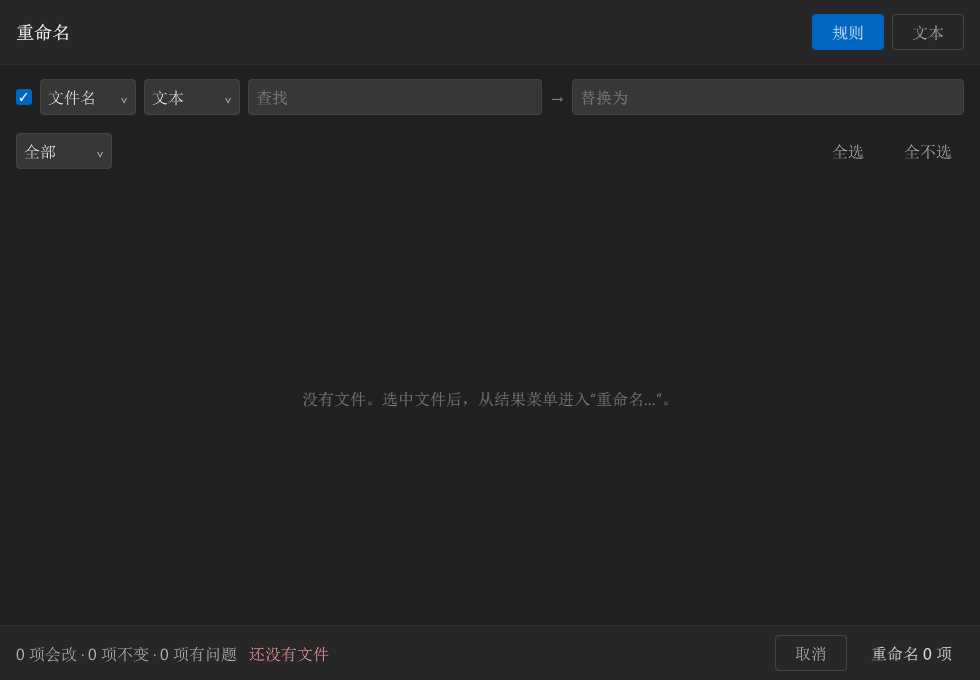 重命名 规则 文本
文件名 文本 查找 → 替换为
全部 全选 全不选
没有文件。选中文件后，从结果菜单进入“重命名...”。
0 项会改 · 0 项不变 · 0 项有问题 还没有文件 取消 重命名 0 项